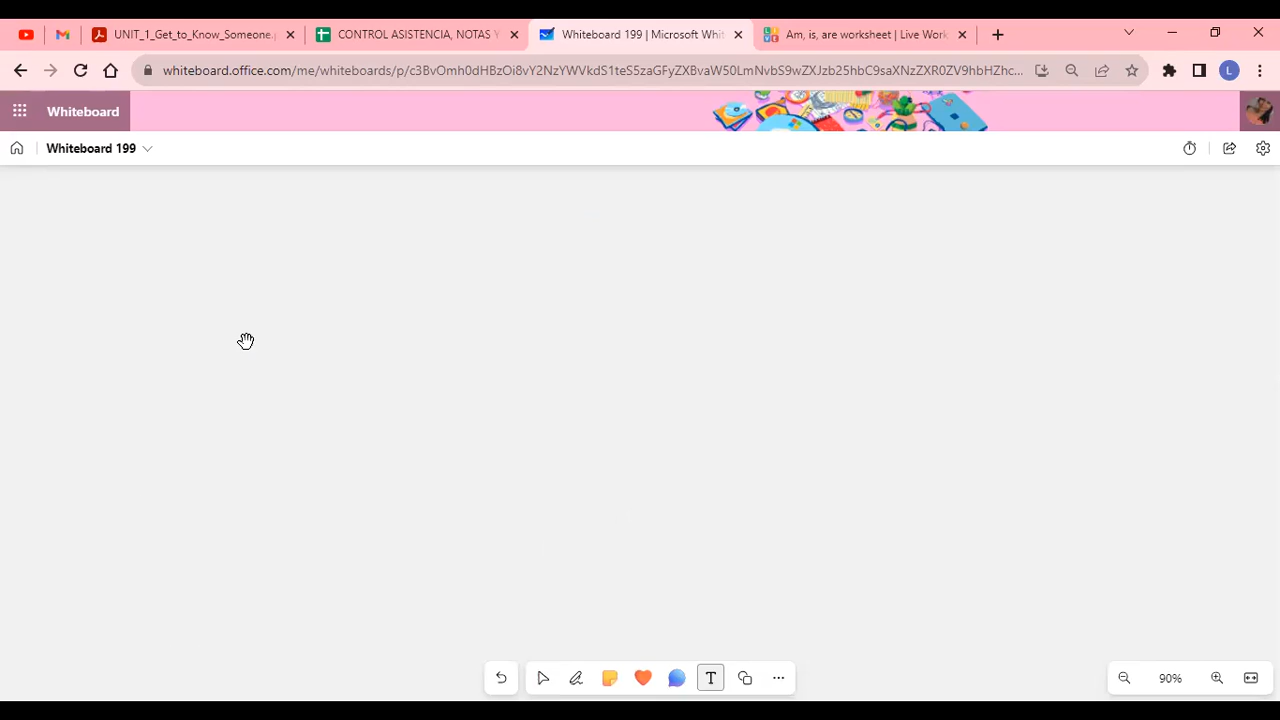 UNIT_1_Get_to_Know_Someone.
CONTROL ASISTENCIA, NOTAS Y
Whiteboard 199 | Microsoft Whit
Am, is, are worksheet | Live Work
whiteboard.office.com/me/whiteboards/p/c3BvOmh0dHBzOi8vY2NzYWVkdS1teS5zaGFyZXBvaW50LmNvbS9wZXJzb25hbC9saXNzZXR0ZV9hbHZhc...
L
Whiteboard
Whiteboard 199
T
90%